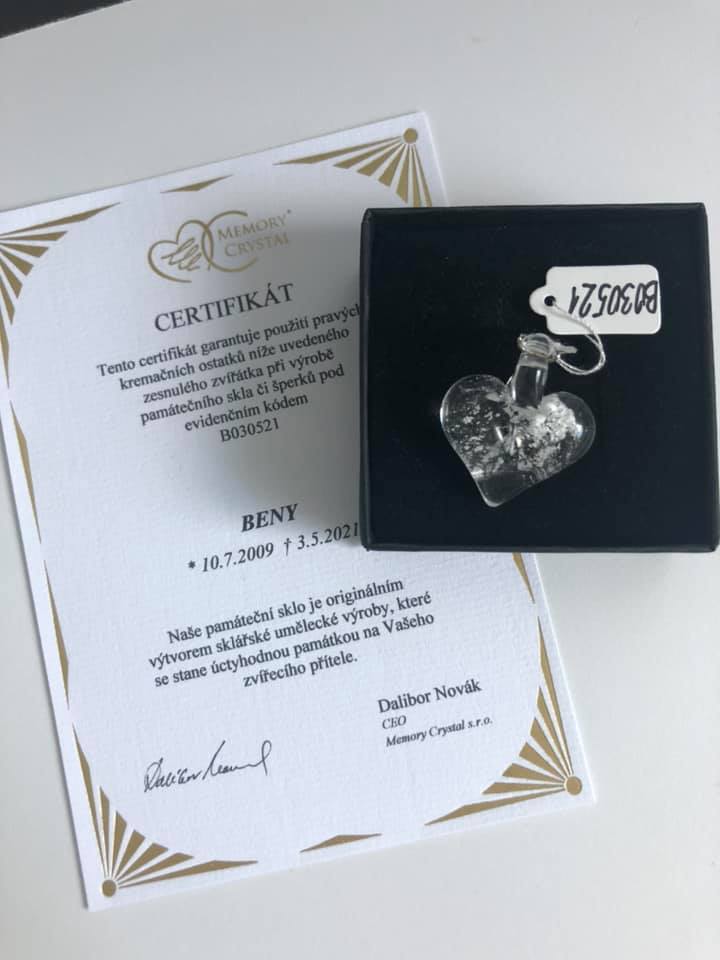 MEMORY
CRYSTAL
CERTIFIKÁT
Tento certifikát garantuje použití pravých
kremačních ostatků níže uvedeného
zesnulého zvířátka při výrobě
památečního skla či šperků pod
evidenčním kódem
B030521
BENY
* 10.7.2009 † 3.5.2021
Naše památeční sklo je originálním
výtvorem sklářské umělecké výroby, které
se stane úctyhodnou památkou na Vašeho
zvířecího přítele.
Dalibor Novák
CEO
Memory Crystal s.r.o.
B030521